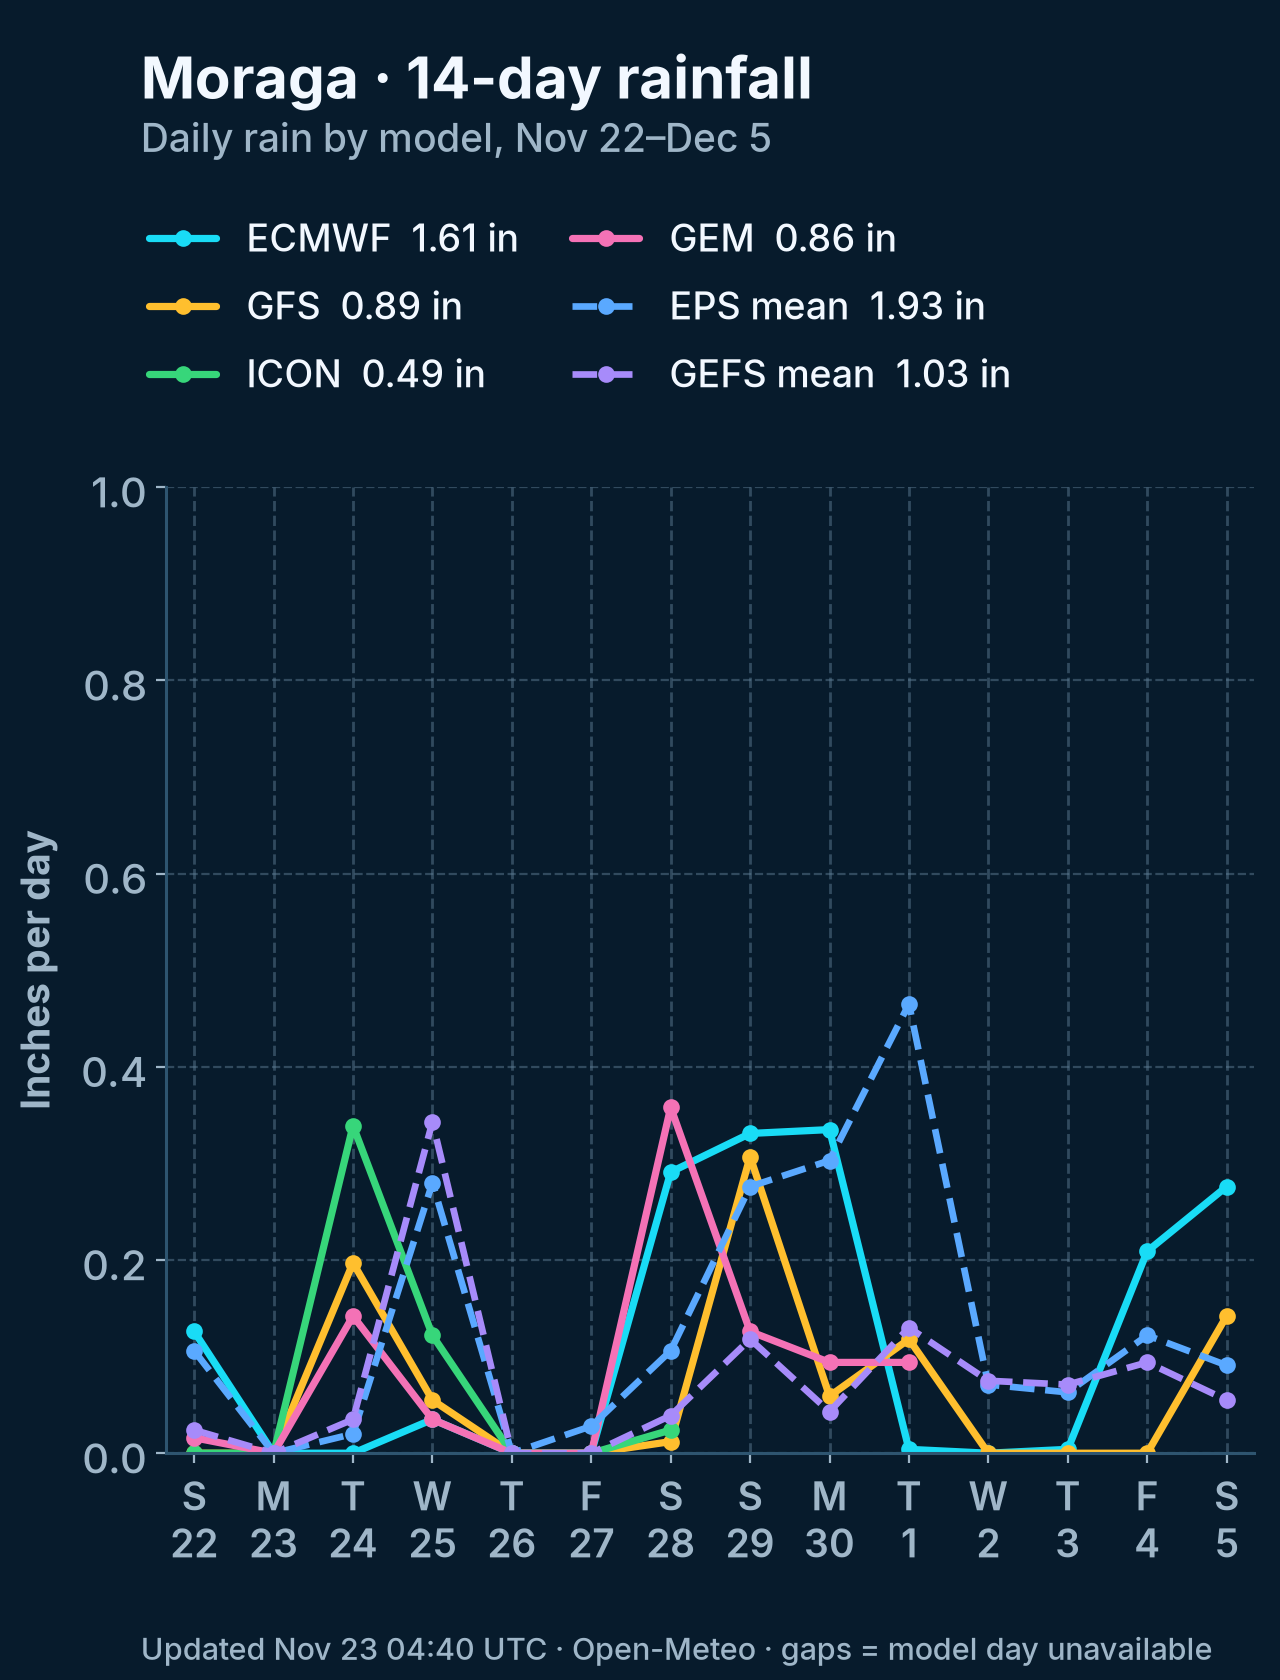 Moraga · 14-day rainfall
Daily rain by model, Nov 22–Dec 5
ECMWF 1.61 in
GEM 0.86 in
GFS 0.89 in
EPS mean 1.93 in
ICON 0.49 in
GEFS mean 1.03 in
Inches per day
1.0
0.8
0.6
0.4
0.2
0.0
S M T W T F S S M T W T F S
22 23 24 25 26 27 28 29 30 1 2 3 4 5
Updated Nov 23 04:40 UTC · Open-Meteo · gaps = model day unavailable